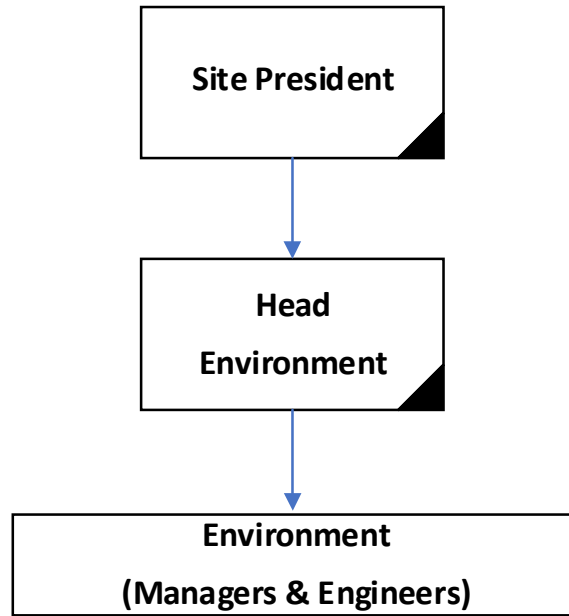 Site President
Head
Environment
Environment
(Managers & Engineers)